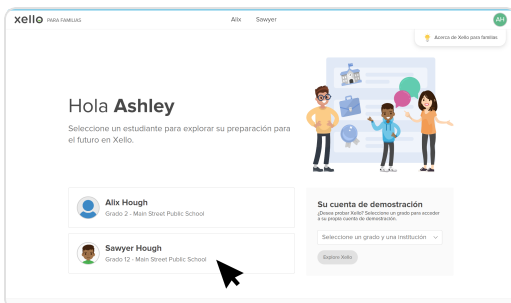 xello PARA FAMILIAS
Alix Sawyer
AH
Acerca de Xello para familias
Hola Ashley
Seleccione un estudiante para explorar su preparación para
el futuro en Xello.
Alix Hough
Grado 2 - Main Street Public School
Sawyer Hough
Grado 12 - Main Street Public School
Su cuenta de demostración
¿Desea probar Xello? Seleccione un grado para acceder
a su propia cuenta de demostración.
Seleccione un grado y una institución
Explore Xello